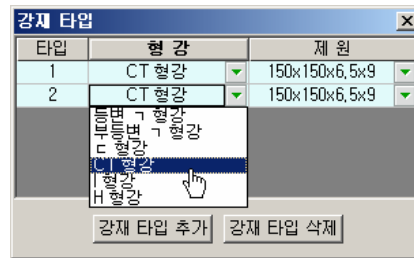 강재 타입
타입 형 강 제 원
1 CT 형강 150x150x6,5x9
2 CT 형강 150x150x6,5x9
등변 ㄱ 형강
부등변 ㄱ 형강
ㄷ 형강
CT 형강
I 형강
H 형강
강재 타입 추가 강재 타입 삭제